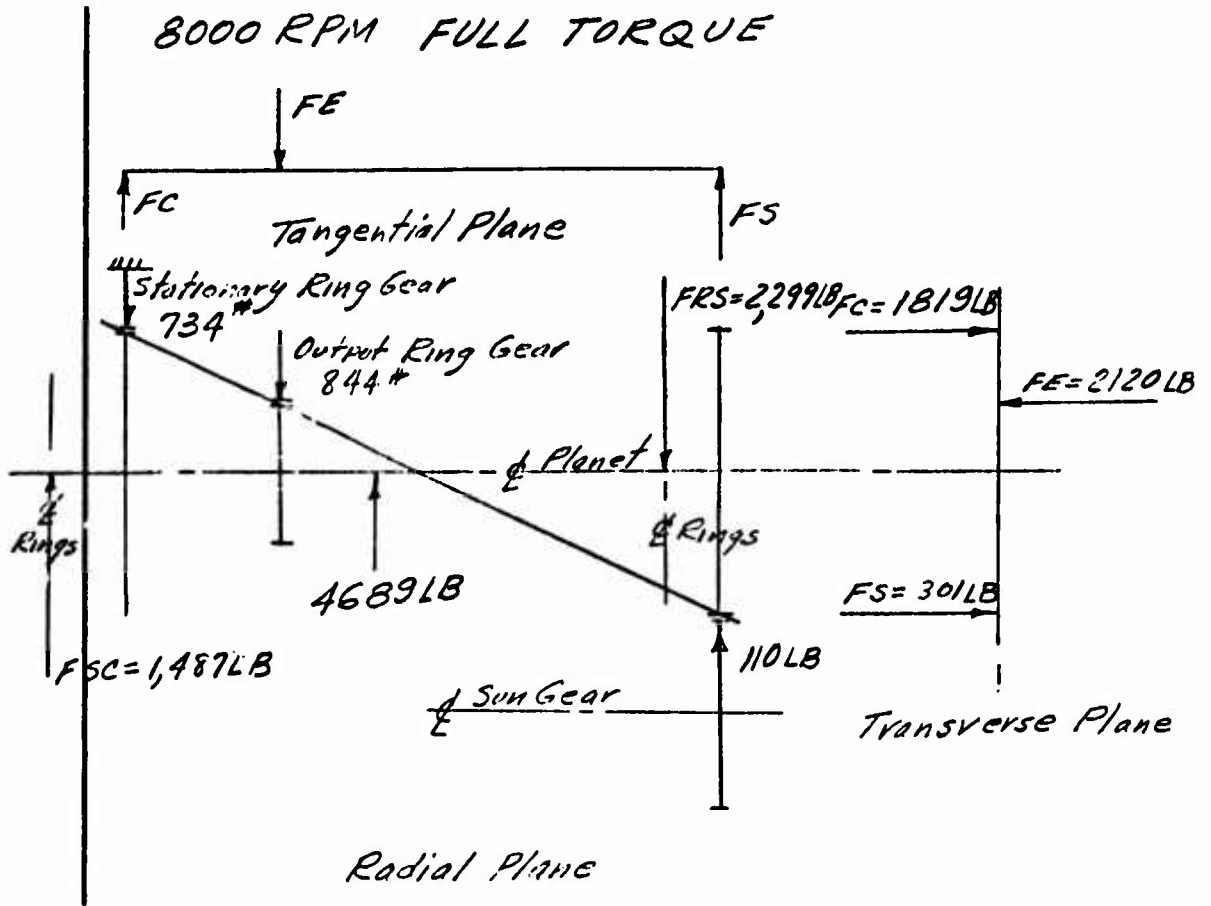 8000 RPM FULL TORQUE
FE
FC
FS
Tangential Plane
Stationary Ring Gear
734#
Output Ring Gear
844#
FRS=2,299LB
FC=1819LB
FE=2120LB
℄ Planet
℄
Rings
℄ Rings
4689LB
FS=301LB
FSC=1,487LB
110LB
℄ Sun Gear
Transverse Plane
Radial Plane